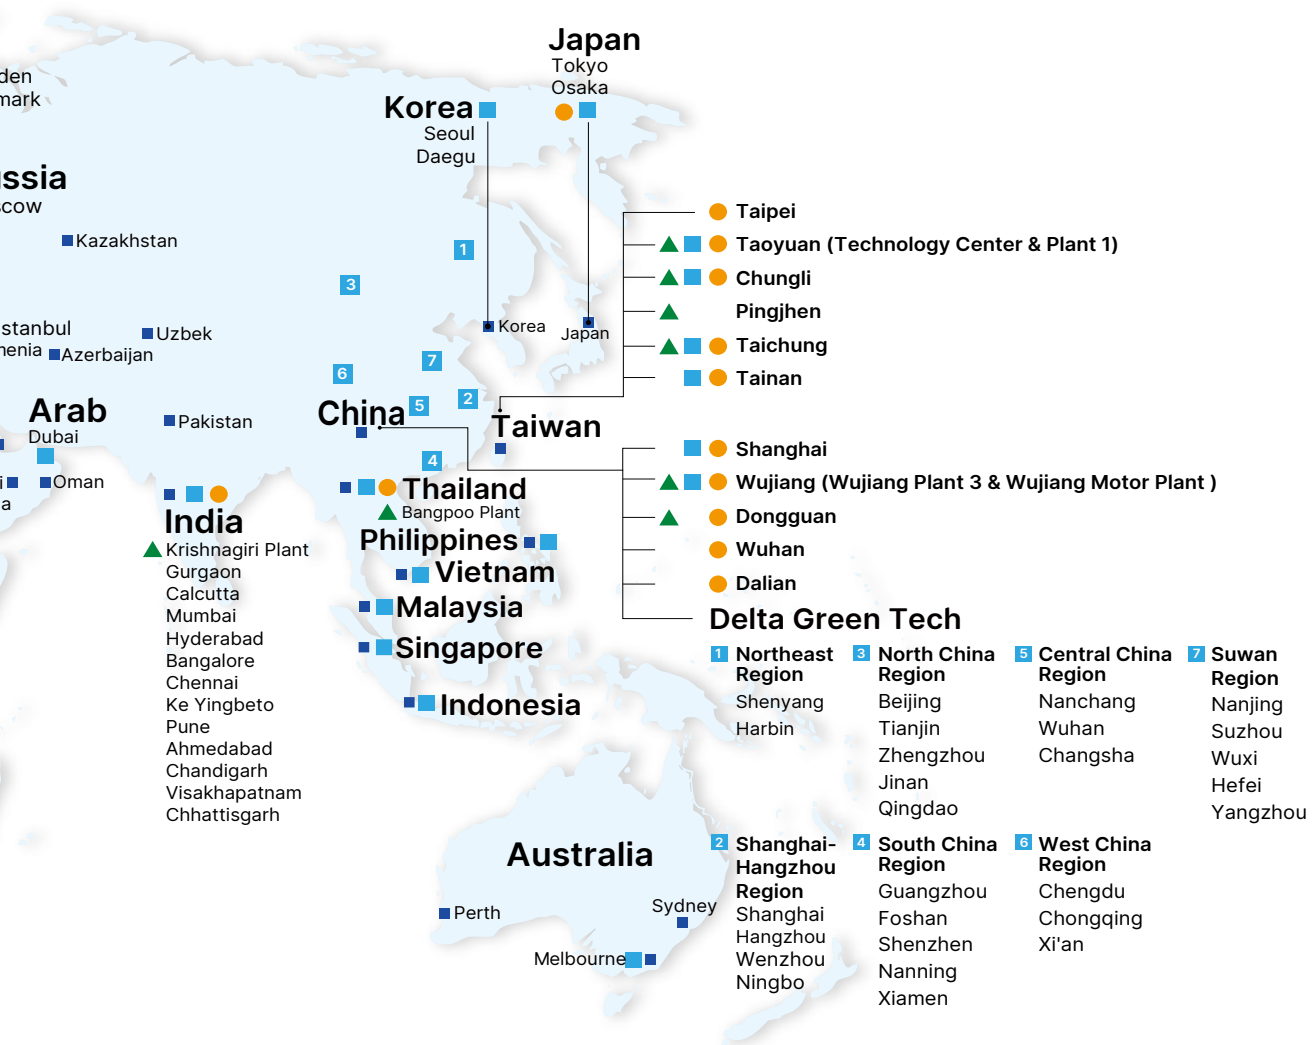 Japan
Tokyo
Osaka
Korea
Seoul
Daegu
den
mark
ssia
scow
Kazakhstan
stanbul
Uzbek
enia
Azerbaijan
Arab
Dubai
Pakistan
i
Oman
a
1
3
Korea
Japan
7
6
5
2
China
Taiwan
4
Thailand
Bangpoo Plant
India
Krishnagiri Plant
Gurgaon
Calcutta
Mumbai
Hyderabad
Bangalore
Chennai
Ke Yingbeto
Pune
Ahmedabad
Chandigarh
Visakhapatnam
Chhattisgarh
Philippines
Vietnam
Malaysia
Singapore
Indonesia
Australia
Perth
Sydney
Melbourne
Taipei
Taoyuan (Technology Center & Plant 1)
Chungli
Pingjhen
Taichung
Tainan
Shanghai
Wujiang (Wujiang Plant 3 & Wujiang Motor Plant )
Dongguan
Wuhan
Dalian
Delta Green Tech
1 Northeast
Region
Shenyang
Harbin
3 North China
Region
Beijing
Tianjin
Zhengzhou
Jinan
Qingdao
5 Central China
Region
Nanchang
Wuhan
Changsha
7 Suwan
Region
Nanjing
Suzhou
Wuxi
Hefei
Yangzhou
2 Shanghai-
Hangzhou
Region
Shanghai
Hangzhou
Wenzhou
Ningbo
4 South China
Region
Guangzhou
Foshan
Shenzhen
Nanning
Xiamen
6 West China
Region
Chengdu
Chongqing
Xi'an